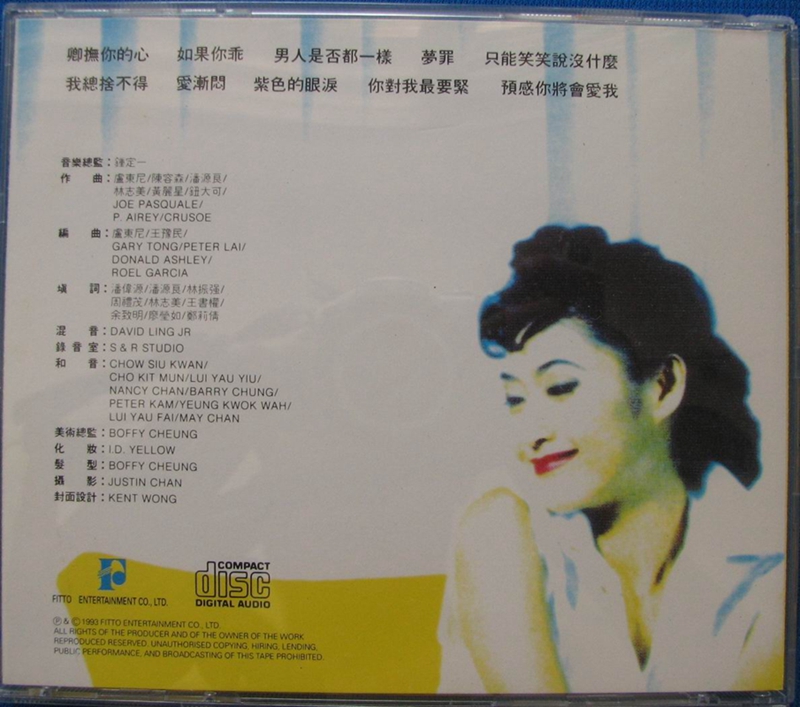 卿撫你的心 如果你乖 男人是否都一樣 夢罪 只能笑笑說沒什麼
我總捨不得 愛漸悶 紫色的眼淚 你對我最要緊 預感你將會愛我
音樂總監：鍾定一
作 曲：盧東尼/陳容森/潘源良/
林志美/黃麗星/鈕大可/
JOE PASQUALE/
P. AIREY/CRUSOE
編 曲：盧東尼/王豫民/
GARY TONG/PETER LAI/
DONALD ASHLEY/
ROEL GARCIA
塡 詞：潘偉源/潘源良/林振强/
周禮茂/林志美/王書權/
余致明/廖瑩如/鄭莉倩
混 音：DAVID LING JR
錄音室：S & R STUDIO
和 音：CHOW SIU KWAN/
CHO KIT MUN/LUI YAU YIU/
NANCY CHAN/BARRY CHUNG/
PETER KAM/YEUNG KWOK WAH/
LUI YAU FAI/MAY CHAN
美術總監：BOFFY CHEUNG
化 妝：I.D. YELLOW
髮 型：BOFFY CHEUNG
攝 影：JUSTIN CHAN
封面設計：KENT WONG
FITTO ENTERTAINMENT CO., LTD.
COMPACT
disc
DIGITAL AUDIO
Ⓟ & © 1993 FITTO ENTERTAINMENT CO., LTD.
ALL RIGHTS OF THE PRODUCER AND OF THE OWNER OF THE WORK
REPRODUCED RESERVED. UNAUTHORISED COPYING, HIRING, LENDING,
PUBLIC PERFORMANCE, AND BROADCASTING OF THIS TAPE PROHIBITED.